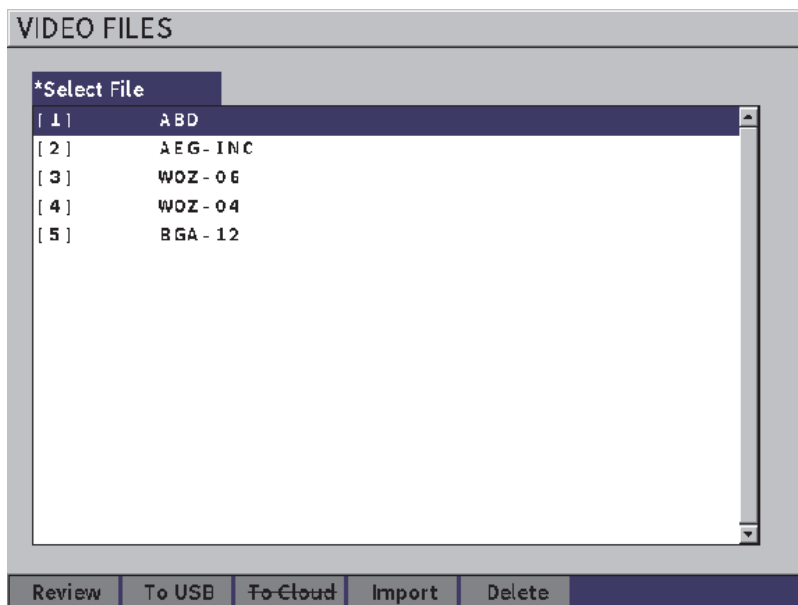 VIDEO FILES
*Select File
[1] ABD
[2] AEG-INC
[3] WOZ-06
[4] WOZ-04
[5] BGA-12
Review To USB To Cloud Import Delete